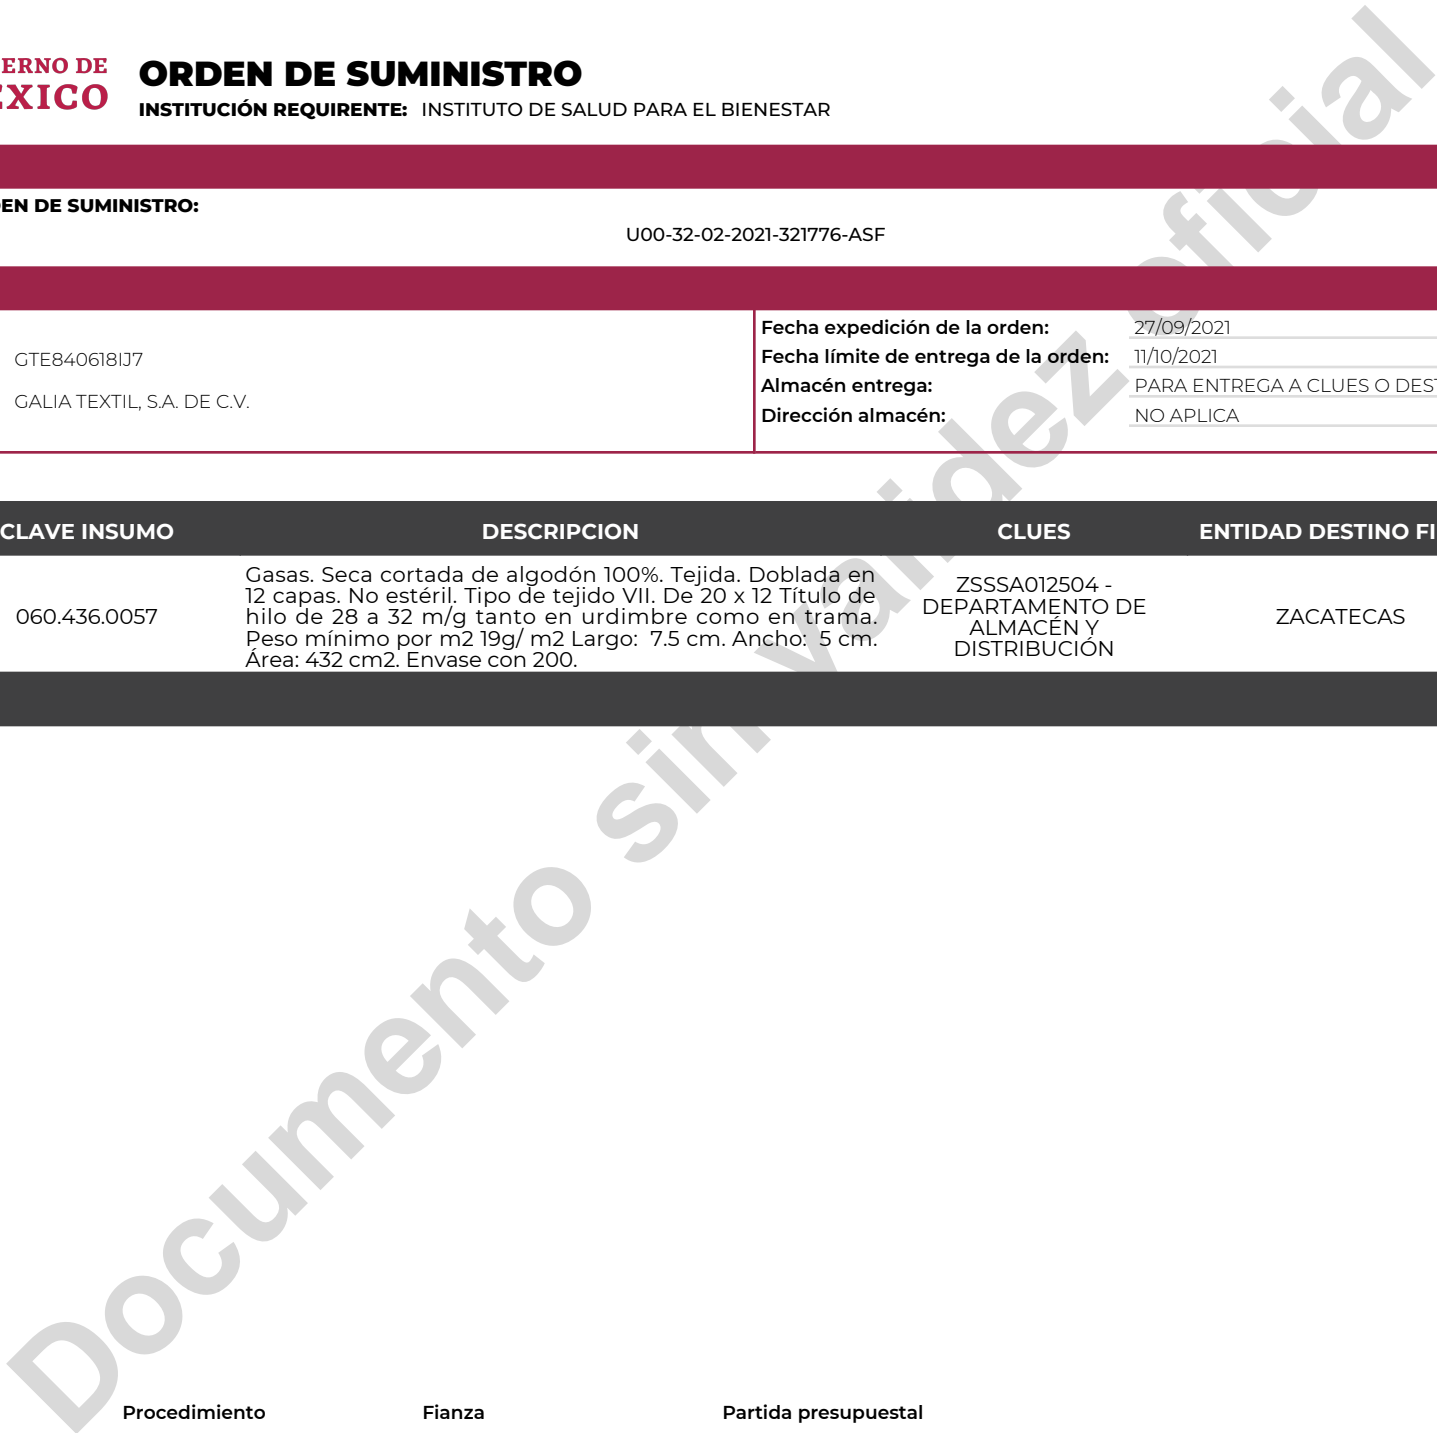 ERNO DE
EXICO
ORDEN DE SUMINISTRO
INSTITUCIÓN REQUIRENTE: INSTITUTO DE SALUD PARA EL BIENESTAR
EN DE SUMINISTRO:
U00-32-02-2021-321776-ASF
GTE840618IJ7
GALIA TEXTIL, S.A. DE C.V.
Fecha expedición de la orden: 27/09/2021
Fecha límite de entrega de la orden: 11/10/2021
Almacén entrega: PARA ENTREGA A CLUES O DEST
Dirección almacén: NO APLICA
CLAVE INSUMO DESCRIPCION CLUES ENTIDAD DESTINO FI
060.436.0057
Gasas. Seca cortada de algodón 100%. Tejida. Doblada en
12 capas. No estéril. Tipo de tejido VII. De 20 x 12 Título de
hilo de 28 a 32 m/g tanto en urdimbre como en trama.
Peso mínimo por m2 19g/ m2 Largo: 7.5 cm. Ancho: 5 cm.
Área: 432 cm2. Envase con 200.
ZSSSA012504 -
DEPARTAMENTO DE
ALMACÉN Y
DISTRIBUCIÓN
ZACATECAS
Documento sin validez oficial
Procedimiento Fianza Partida presupuestal